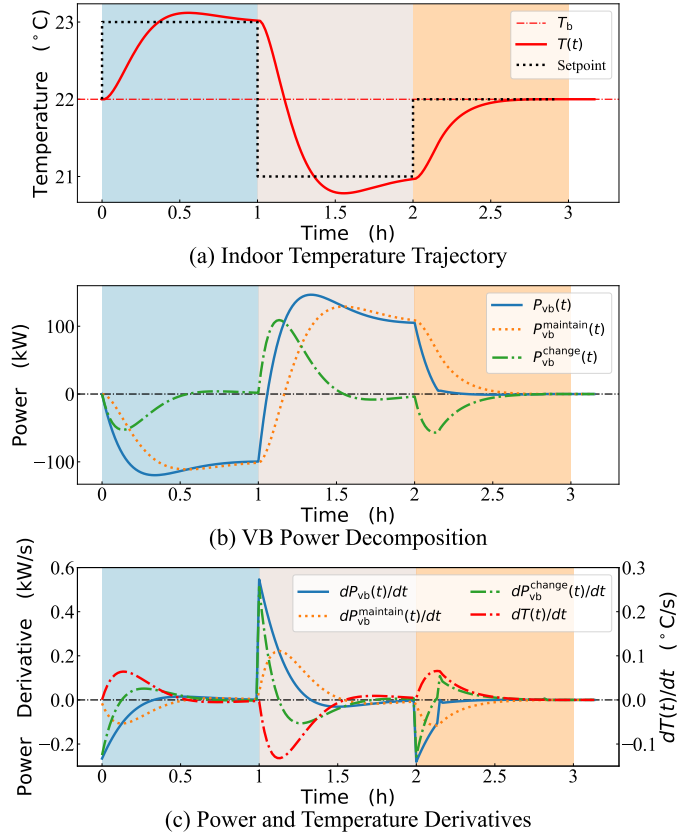 Temperature (°C)
23
22
21
T_b
T(t)
Setpoint
0
0.5
1
1.5
2
2.5
3
Time (h)
(a) Indoor Temperature Trajectory
Power (kW)
100
0
−100
P_vb(t)
P_vb^maintain(t)
P_vb^change(t)
0
0.5
1
1.5
2
2.5
3
Time (h)
(b) VB Power Decomposition
Power Derivative (kW/s)
0.6
0.4
0.2
0.0
−0.2
dP_vb(t)/dt
dP_vb^maintain(t)/dt
dP_vb^change(t)/dt
dT(t)/dt
0.3
0.2
0.1
0.0
−0.1
dT(t)/dt (°C/s)
0
0.5
1
1.5
2
2.5
3
Time (h)
(c) Power and Temperature Derivatives